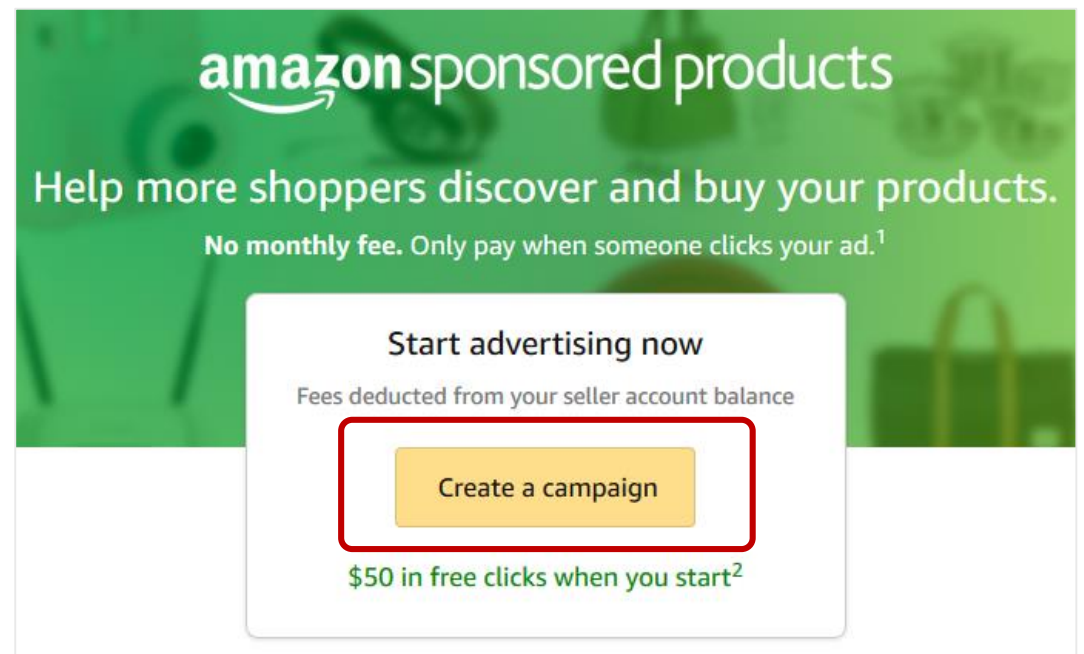 amazon sponsored products
Help more shoppers discover and buy your products.
No monthly fee. Only pay when someone clicks your ad.1
Start advertising now
Fees deducted from your seller account balance
Create a campaign
$50 in free clicks when you start2